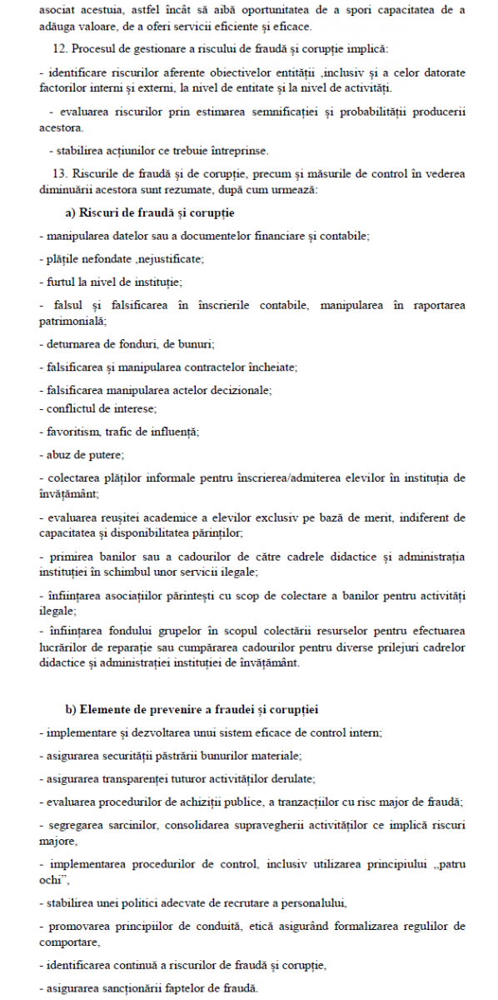 asociat acestuia, astfel încât să aibă oportunitatea de a spori capacitatea de a
adăuga valoare, de a oferi servicii eficiente și eficace.
12. Procesul de gestionare a riscului de fraudă și corupție implică:
- identificare riscurilor aferente obiectivelor entității ,inclusiv și a celor datorate
factorilor interni și externi, la nivel de entitate și la nivel de activități.
- evaluarea riscurilor prin estimarea semnificației și probabilității producerii
acestora.
- stabilirea acțiunilor ce trebuie întreprinse.
13. Riscurile de fraudă și de corupție, precum și măsurile de control în vederea
diminuării acestora sunt rezumate, după cum urmează:
a) Riscuri de fraudă și corupție
- manipularea datelor sau a documentelor financiare și contabile;
- plățile nefondate ,nejustificate;
- furtul la nivel de instituție;
- falsul și falsificarea în înscrierile contabile, manipularea în raportarea
patrimonială;
- deturnarea de fonduri, de bunuri;
- falsificarea și manipularea contractelor încheiate;
- falsificarea manipularea actelor decizionale;
- conflictul de interese;
- favoritism, trafic de influență;
- abuz de putere;
- colectarea plăților informale pentru înscrierea/admiterea elevilor în instituția de
învățământ;
- evaluarea reușitei academice a elevilor exclusiv pe bază de merit, indiferent de
capacitatea și disponibilitatea părinților;
- primirea banilor sau a cadourilor de către cadrele didactice și administrația
instituției în schimbul unor servicii ilegale;
- înființarea asociațiilor părintești cu scop de colectare a banilor pentru activități
ilegale;
- înființarea fondului grupelor în scopul colectării resurselor pentru efectuarea
lucrărilor de reparație sau cumpărarea cadourilor pentru diverse prilejuri cadrelor
didactice și administrației instituției de învățământ.
b) Elemente de prevenire a fraudei și corupției
- implementare și dezvoltarea unui sistem eficace de control intern;
- asigurarea securității păstrării bunurilor materiale;
- asigurarea transparenței tuturor activităților derulate;
- evaluarea procedurilor de achiziții publice, a tranzacțiilor cu risc major de fraudă;
- segregarea sarcinilor, consolidarea supravegherii activităților ce implică riscuri
majore,
- implementarea procedurilor de control, inclusiv utilizarea principiului „patru
ochi”,
- stabilirea unei politici adecvate de recrutare a personalului,
- promovarea principiilor de conduită, etică asigurând formalizarea regulilor de
comportare,
- identificarea continuă a riscurilor de fraudă și corupție,
- asigurarea sancționării faptelor de fraudă.